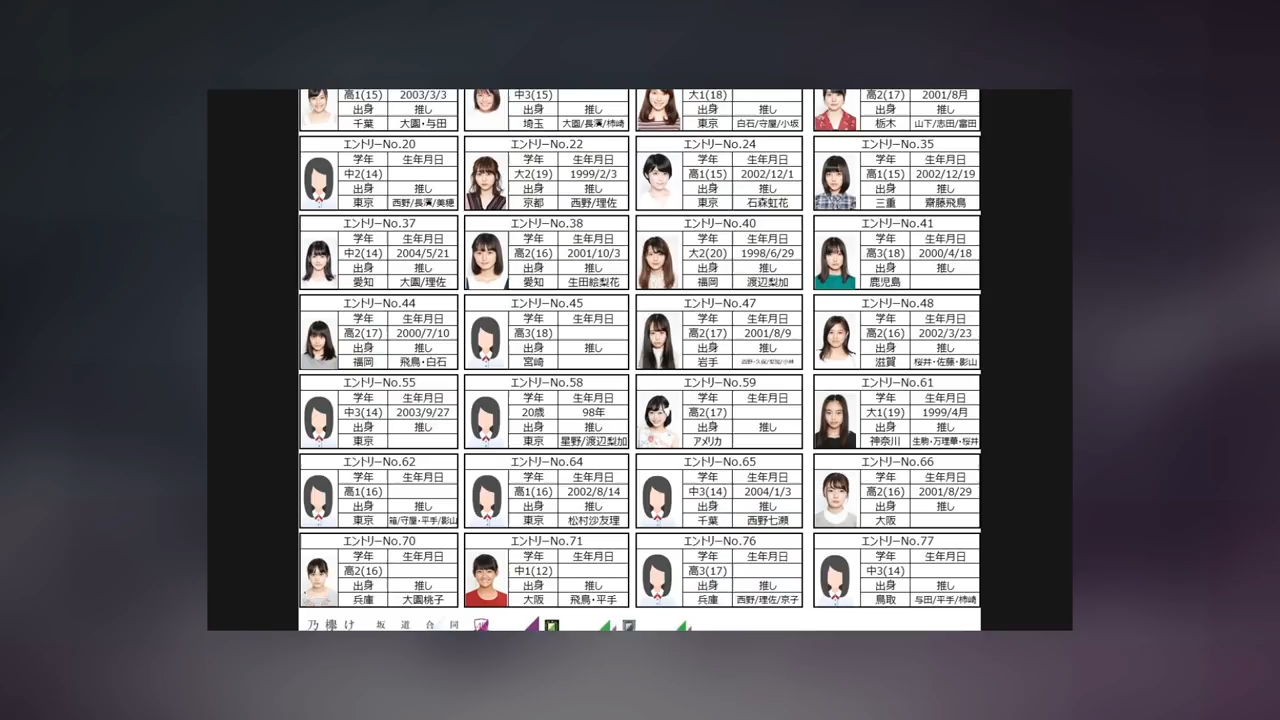 高1(15) 2003/3/3 中3(15) 大1(18) 高2(17) 2001/8月
出身 推し 出身 推し 出身 推し 出身 推し
千葉 大園・与田 埼玉 大園/長濱/柿崎 東京 白石/守屋/小坂 栃木 山下/志田/富田
エントリーNo.20 エントリーNo.22 エントリーNo.24 エントリーNo.35
学年 生年月日 学年 生年月日 学年 生年月日 学年 生年月日
中2(14) 大2(19) 1999/2/3 高1(15) 2002/12/1 高1(15) 2002/12/19
出身 推し 出身 推し 出身 推し 出身 推し
東京 西野/長濱/美穂 京都 西野/理佐 東京 石森虹花 三重 齋藤飛鳥
エントリーNo.37 エントリーNo.38 エントリーNo.40 エントリーNo.41
学年 生年月日 学年 生年月日 学年 生年月日 学年 生年月日
中2(14) 2004/5/21 高2(16) 2001/10/3 大2(20) 1998/6/29 高3(18) 2000/4/18
出身 推し 出身 推し 出身 推し 出身 推し
愛知 大園/理佐 愛知 生田絵梨花 福岡 渡辺梨加 鹿児島
エントリーNo.44 エントリーNo.45 エントリーNo.47 エントリーNo.48
学年 生年月日 学年 生年月日 学年 生年月日 学年 生年月日
高2(17) 2000/7/10 高3(18) 高2(17) 2001/8/9 高2(16) 2002/3/23
出身 推し 出身 推し 出身 推し 出身 推し
福岡 飛鳥・白石 宮崎 岩手 滋賀 桜井・佐藤・影山
エントリーNo.55 エントリーNo.58 エントリーNo.59 エントリーNo.61
学年 生年月日 学年 生年月日 学年 生年月日 学年 生年月日
中3(14) 2003/9/27 20歳 98年 高2(17) 大1(19) 1999/4月
出身 推し 出身 推し 出身 推し 出身 推し
東京 東京 星野/渡辺梨加 アメリカ 神奈川 生駒・万理華・桜井
エントリーNo.62 エントリーNo.64 エントリーNo.65 エントリーNo.66
学年 生年月日 学年 生年月日 学年 生年月日 学年 生年月日
高1(16) 高1(16) 2002/8/14 中3(14) 2004/1/3 高2(16) 2001/8/29
出身 推し 出身 推し 出身 推し 出身 推し
東京 箱/守屋・平手/影山 東京 松村沙友理 千葉 西野七瀬 大阪
エントリーNo.70 エントリーNo.71 エントリーNo.76 エントリーNo.77
学年 生年月日 学年 生年月日 学年 生年月日 学年 生年月日
高2(16) 中1(12) 高3(17) 中3(14)
出身 推し 出身 推し 出身 推し 出身 推し
兵庫 大園桃子 大阪 飛鳥・平手 兵庫 西野/理佐/京子 鳥取 与田/平手/柿崎
乃 欅 け 坂 道 合 同